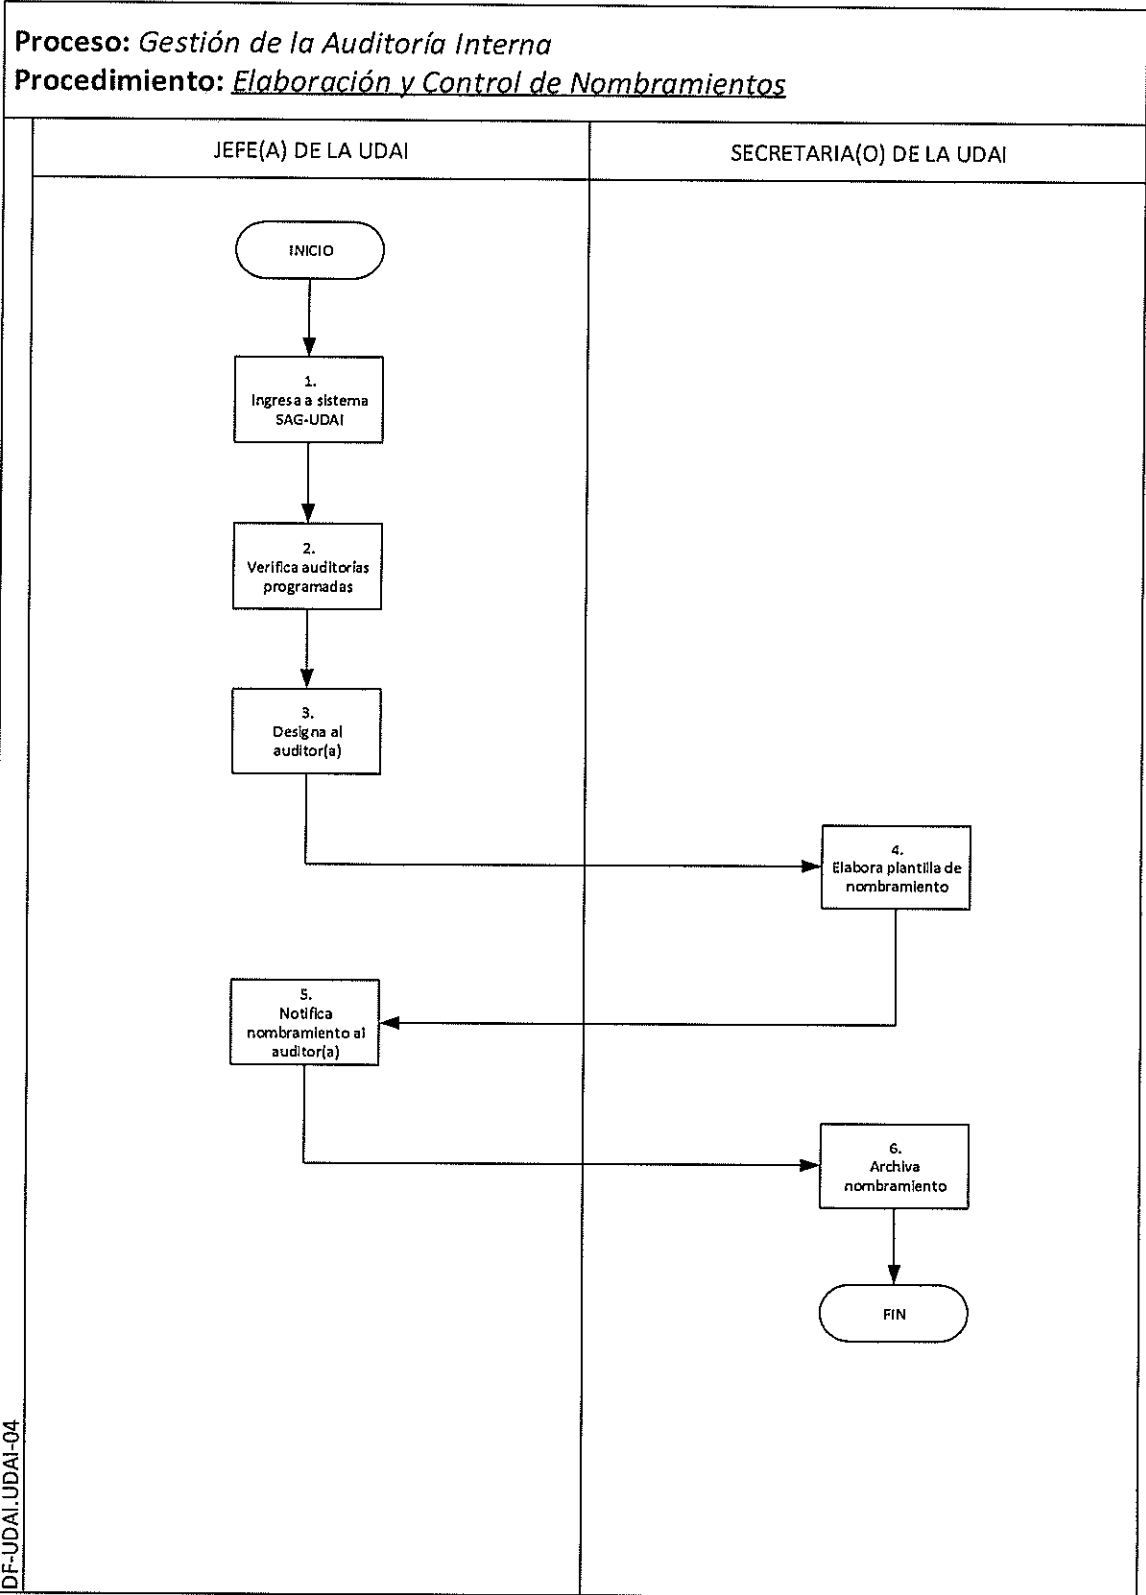 Proceso: Gestión de la Auditoría Interna
Procedimiento: Elaboración y Control de Nombramientos
JEFE(A) DE LA UDAI
SECRETARIA(O) DE LA UDAI
INICIO
1.
Ingresa a sistema
SAG-UDAI
2.
Verifica auditorías
programadas
3.
Designa al
auditor(a)
4.
Elabora plantilla de
nombramiento
5.
Notifica
nombramiento al
auditor(a)
6.
Archiva
nombramiento
FIN
DF-UDAI.UDAI-04